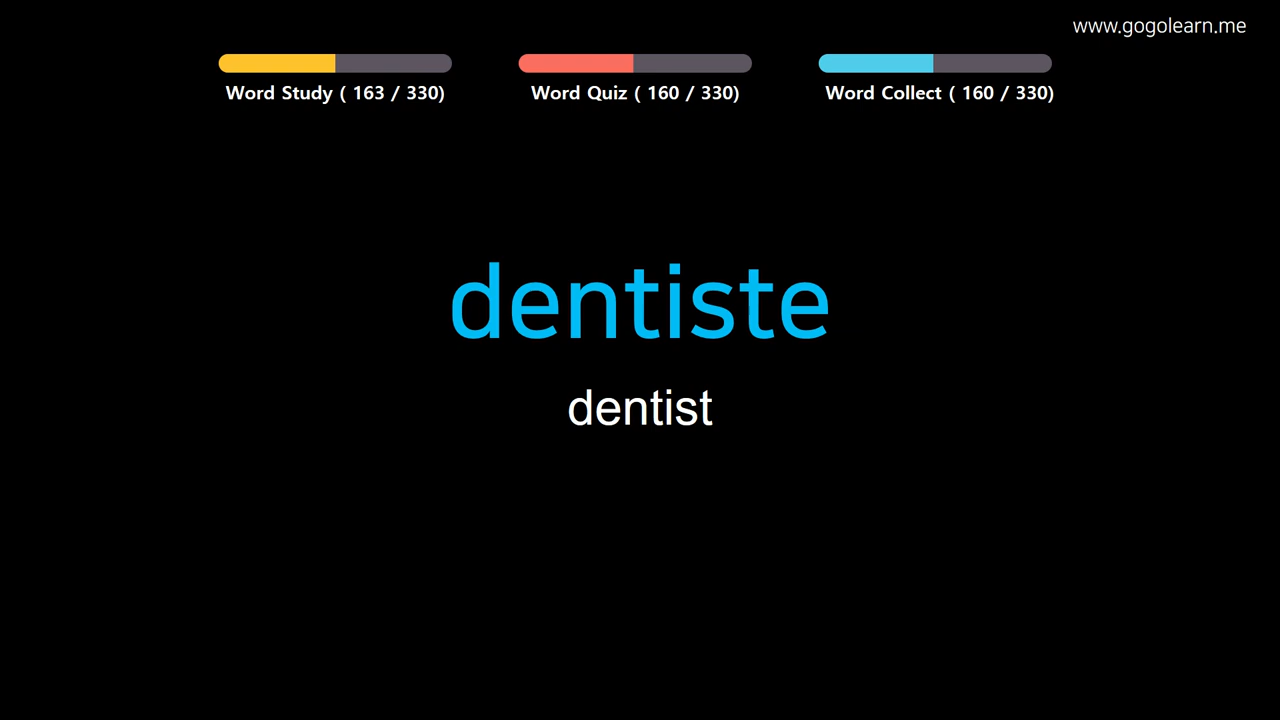 www.gogolearn.me
Word Study ( 163 / 330)
Word Quiz ( 160 / 330)
Word Collect ( 160 / 330)
dentiste
dentist